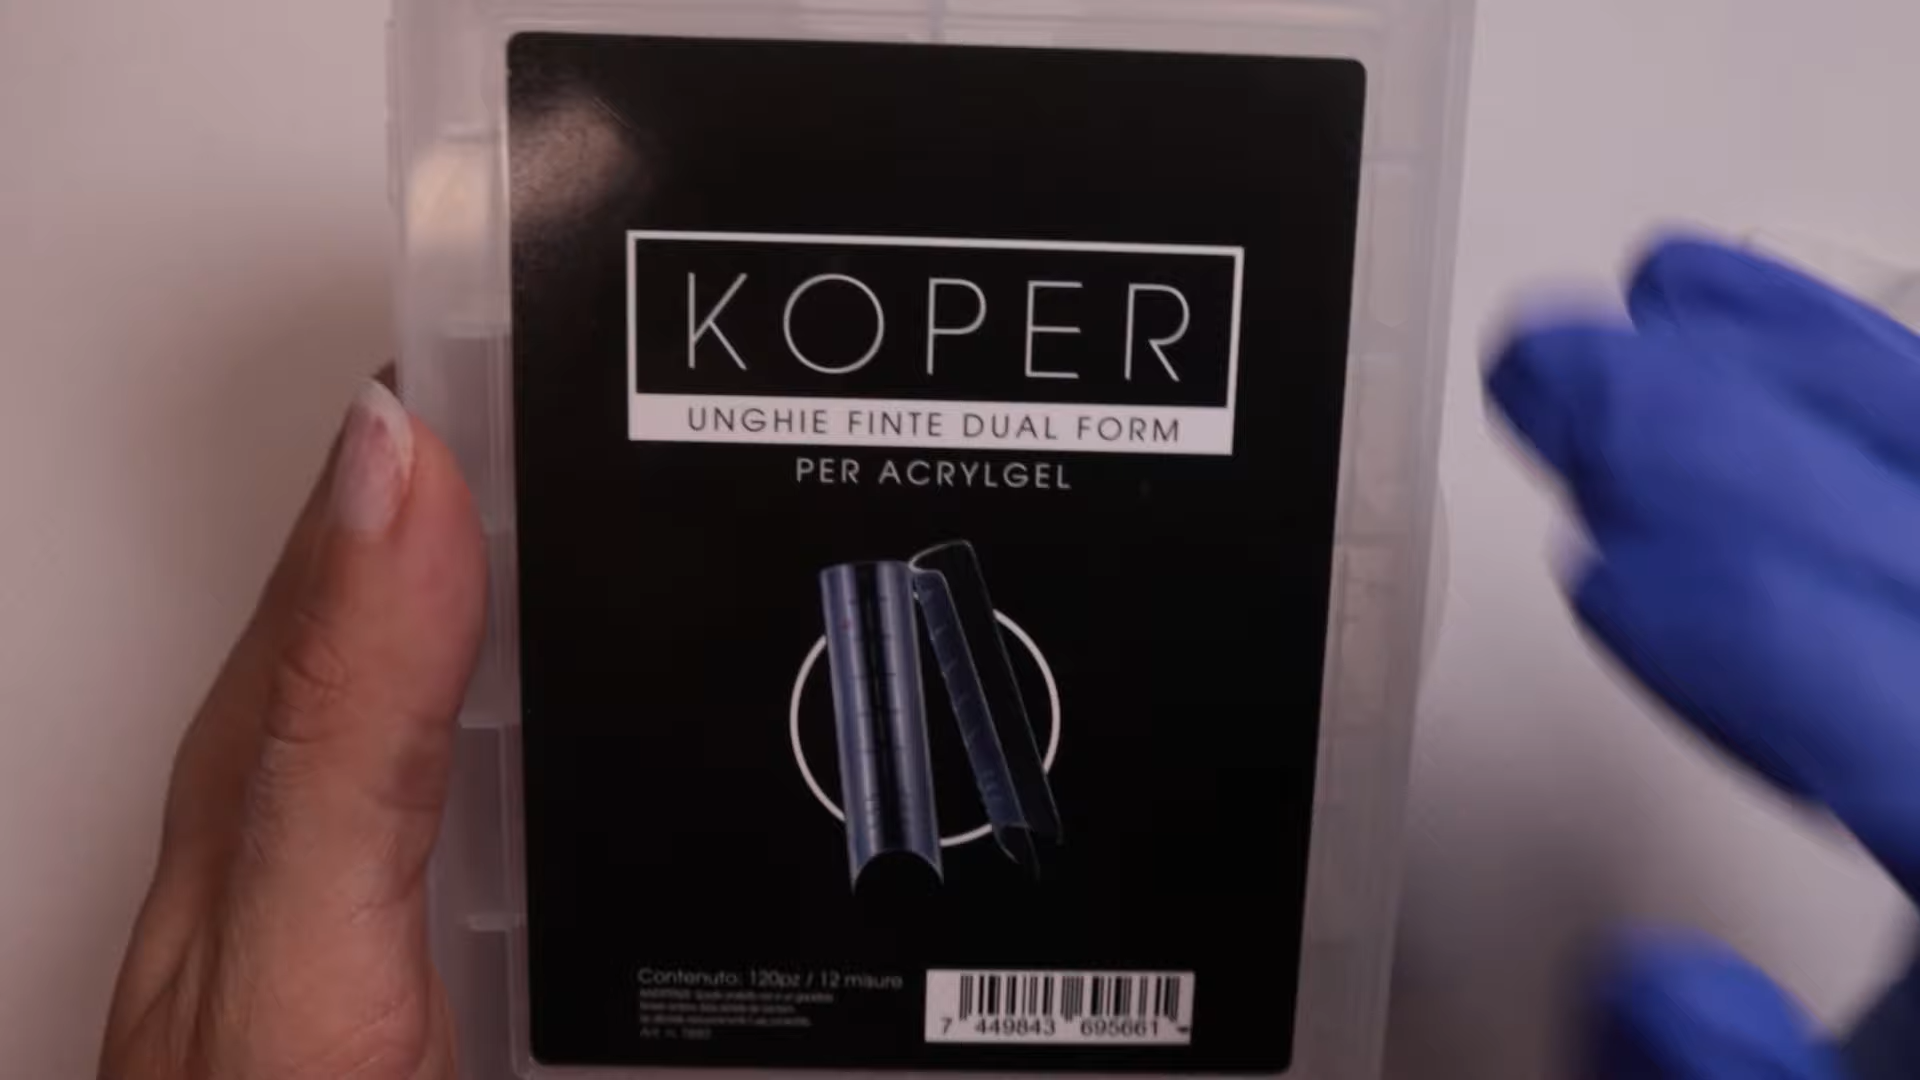 KOPER
UNGHIE FINTE DUAL FORM
PER ACRYLGEL
Contenuto: 120pz / 12 misure
7 449843 695661